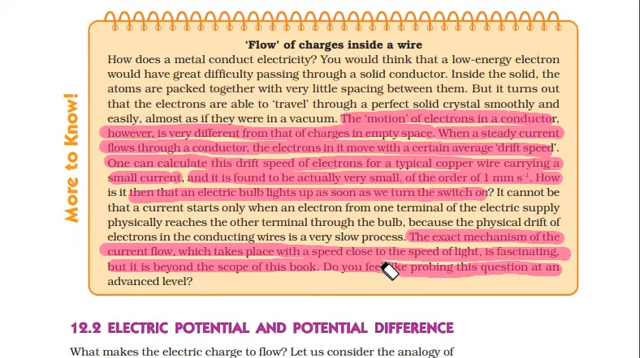 'Flow' of charges inside a wire
How does a metal conduct electricity? You would think that a low-energy electron
would have great difficulty passing through a solid conductor. Inside the solid, the
atoms are packed together with very little spacing between them. But it turns out
that the electrons are able to 'travel' through a perfect solid crystal smoothly and
easily, almost as if they were in a vacuum. The 'motion' of electrons in a conductor,
however, is very different from that of charges in empty space. When a steady current
flows through a conductor, the electrons in it move with a certain average 'drift speed'.
One can calculate this drift speed of electrons for a typical copper wire carrying a
small current, and it is found to be actually very small, of the order of 1 mm s⁻¹. How
is it then that an electric bulb lights up as soon as we turn the switch on? It cannot be
that a current starts only when an electron from one terminal of the electric supply
physically reaches the other terminal through the bulb, because the physical drift of
electrons in the conducting wires is a very slow process. The exact mechanism of the
current flow, which takes place with a speed close to the speed of light, is fascinating,
but it is beyond the scope of this book. Do you feel like probing this question at an
advanced level?
More to Know!
12.2 ELECTRIC POTENTIAL AND POTENTIAL DIFFERENCE
What makes the electric charge to flow? Let us consider the analogy of